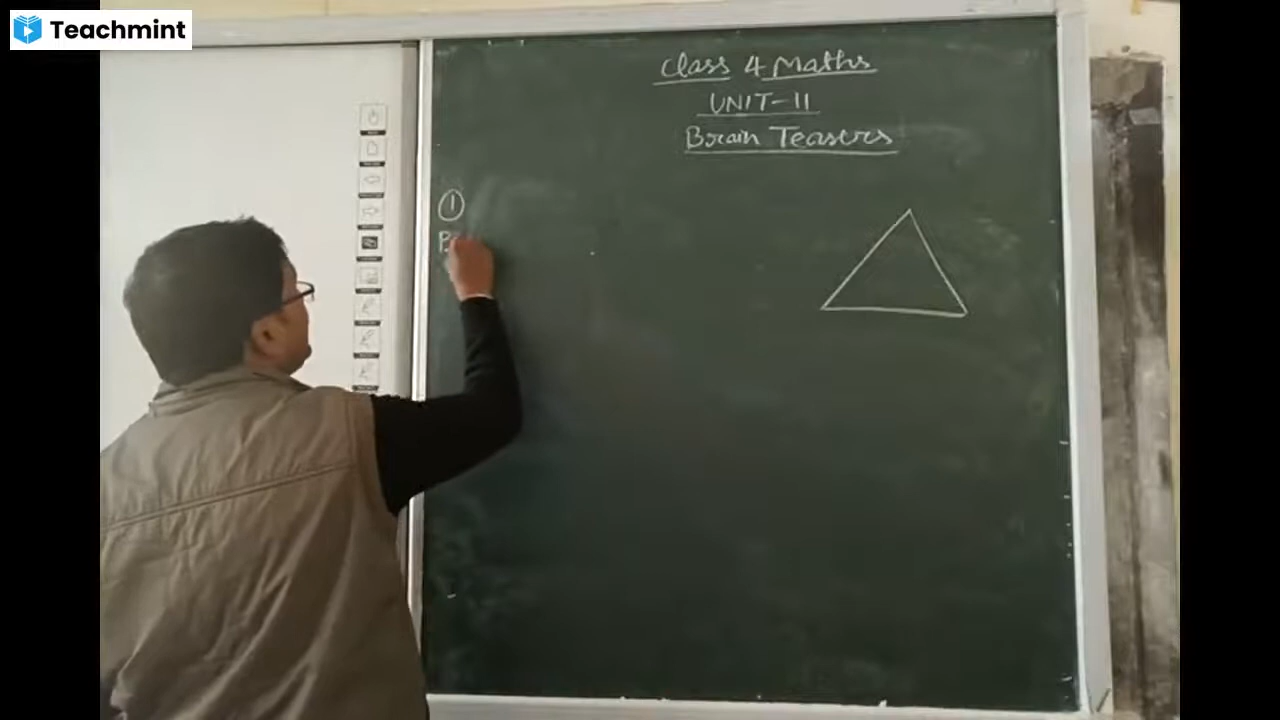 Teachmint
Class 4 Maths
UNIT-11
Brain Teasers
①